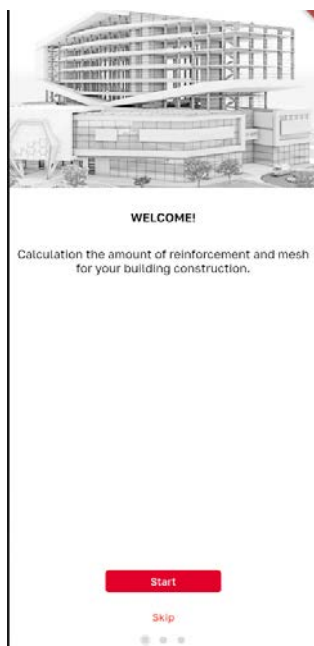 WELCOME!
Calculation the amount of reinforcement and mesh
for your building construction.
Start
Skip